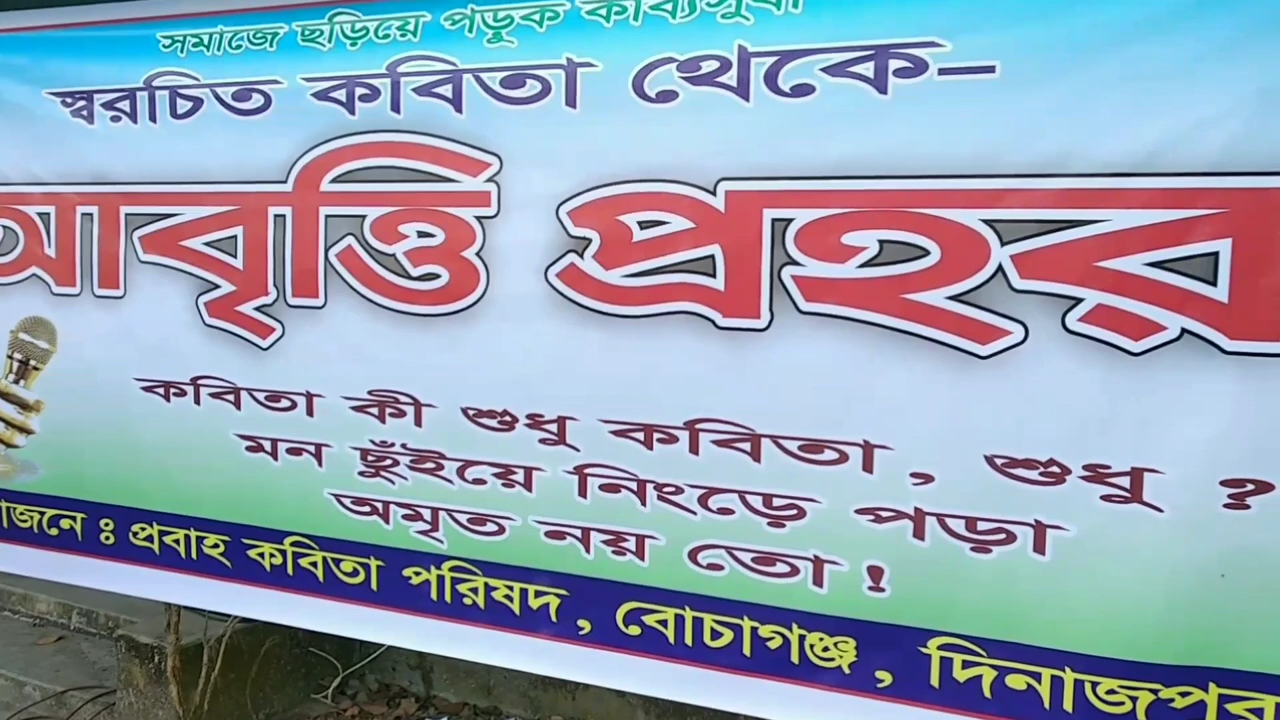 সমাজে ছড়িয়ে পড়ুক কাব্যসুধা
স্বরচিত কবিতা থেকে–
আবৃত্তি প্রহর
কবিতা কী শুধু কবিতা, শুধু ?
মন ছুঁইয়ে নিংড়ে পড়া
অমৃত নয় তো !
জনে ঃ প্রবাহ কবিতা পরিষদ, বোচাগঞ্জ, দিনাজপুর